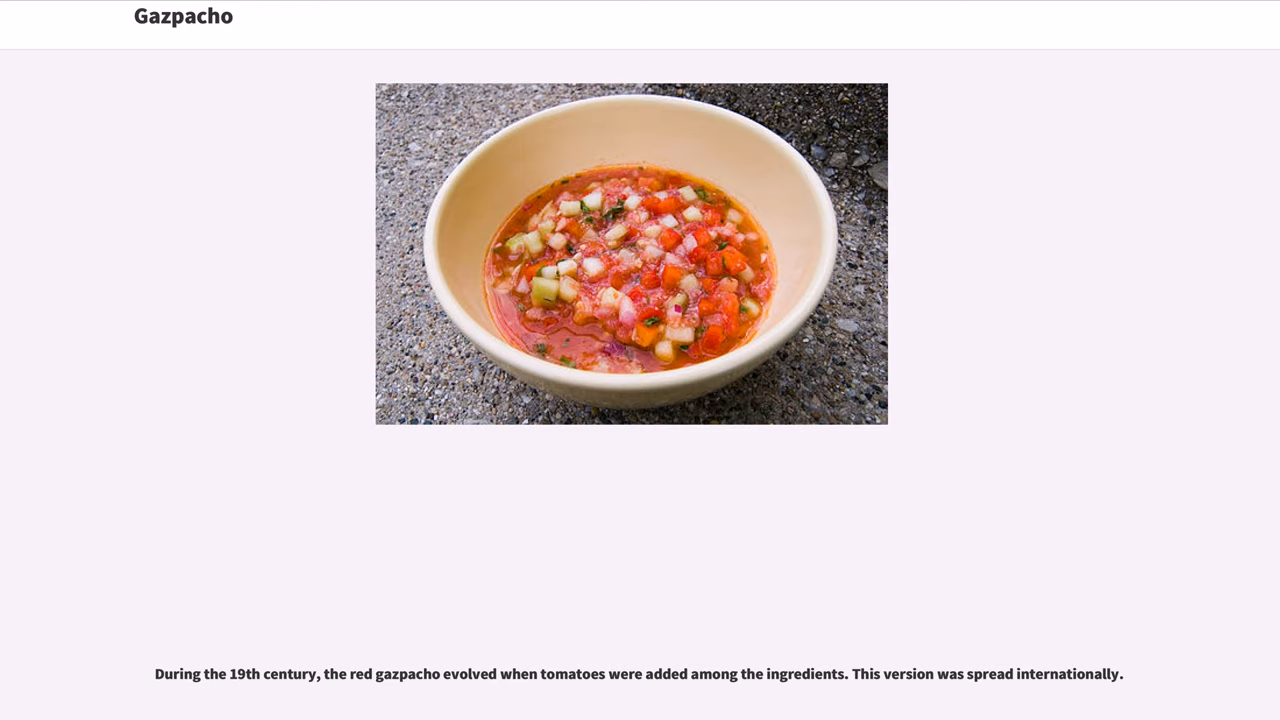 Gazpacho
During the 19th century, the red gazpacho evolved when tomatoes were added among the ingredients. This version was spread internationally.